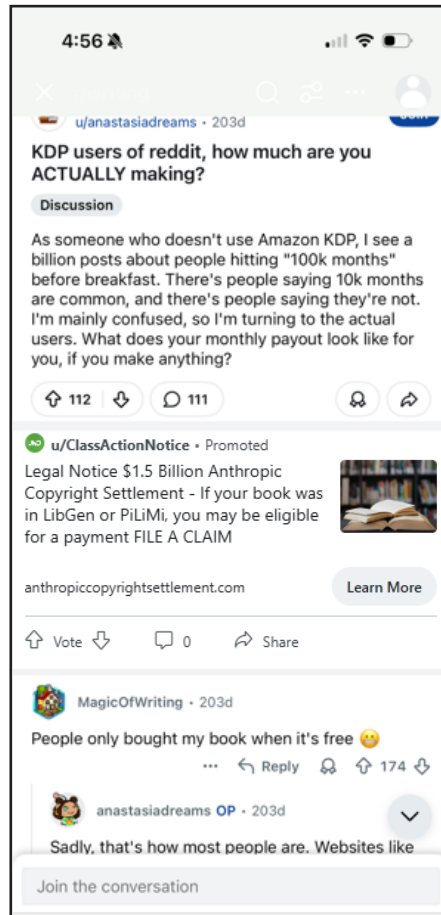 4:56
u/anastasiadreams • 203d
KDP users of reddit, how much are you
ACTUALLY making?
Discussion
As someone who doesn't use Amazon KDP, I see a
billion posts about people hitting "100k months"
before breakfast. There's people saying 10k months
are common, and there's people saying they're not.
I'm mainly confused, so I'm turning to the actual
users. What does your monthly payout look like for
you, if you make anything?
112 111
u/ClassActionNotice • Promoted
Legal Notice $1.5 Billion Anthropic
Copyright Settlement - If your book was
in LibGen or PiLiMi, you may be eligible
for a payment FILE A CLAIM
anthropiccopyrightsettlement.com Learn More
Vote 0 Share
MagicOfWriting • 203d
People only bought my book when it's free 😬
Reply 174
anastasiadreams OP • 203d
Sadly, that's how most people are. Websites like
Join the conversation